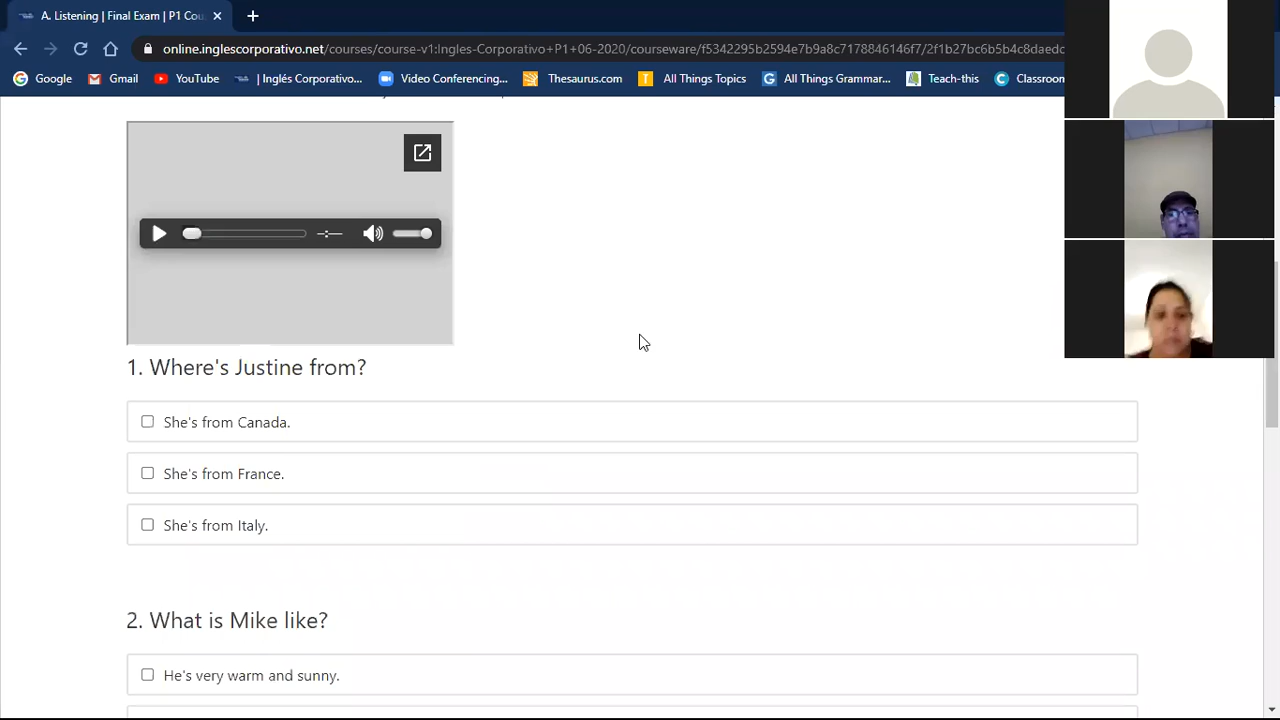 A. Listening | Final Exam | P1 Cou
online.inglescorporativo.net/courses/course-v1:Ingles-Corporativo+P1+06-2020/courseware/f5342295b2594e7b9a8c7178846146f7/2f1b27bc6b5b4c8daedc
Google Gmail YouTube | Inglés Corporativo... Video Conferencing... Thesaurus.com All Things Topics All Things Grammar... Teach-this Classroom
1. Where's Justine from?
She's from Canada.
She's from France.
She's from Italy.
2. What is Mike like?
He's very warm and sunny.